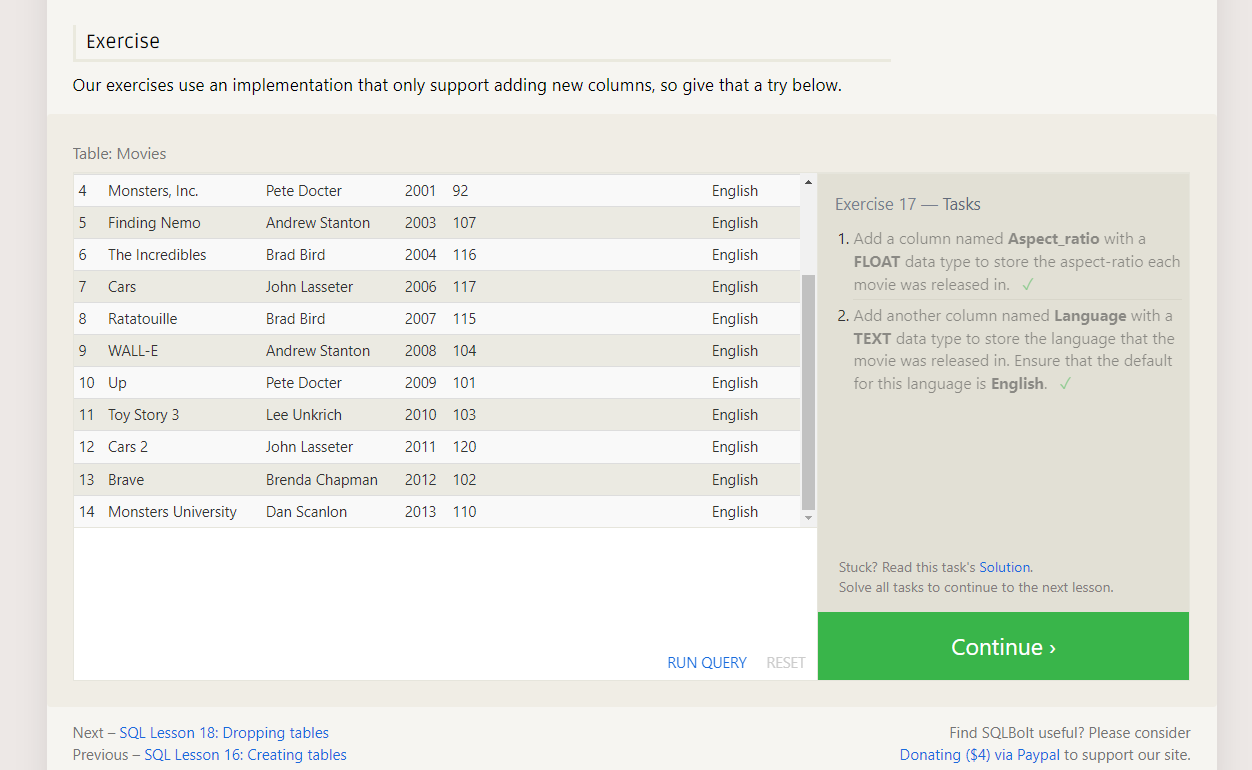 Exercise
Our exercises use an implementation that only support adding new columns, so give that a try below.
Table: Movies
4 Monsters, Inc. Pete Docter 2001 92 English
5 Finding Nemo Andrew Stanton 2003 107 English
6 The Incredibles Brad Bird 2004 116 English
7 Cars John Lasseter 2006 117 English
8 Ratatouille Brad Bird 2007 115 English
9 WALL-E Andrew Stanton 2008 104 English
10 Up Pete Docter 2009 101 English
11 Toy Story 3 Lee Unkrich 2010 103 English
12 Cars 2 John Lasseter 2011 120 English
13 Brave Brenda Chapman 2012 102 English
14 Monsters University Dan Scanlon 2013 110 English
RUN QUERY RESET
Exercise 17 — Tasks
1. Add a column named Aspect_ratio with a
FLOAT data type to store the aspect-ratio each
movie was released in. ✓
2. Add another column named Language with a
TEXT data type to store the language that the
movie was released in. Ensure that the default
for this language is English. ✓
Stuck? Read this task's Solution.
Solve all tasks to continue to the next lesson.
Continue ›
Next – SQL Lesson 18: Dropping tables
Previous – SQL Lesson 16: Creating tables
Find SQLBolt useful? Please consider
Donating ($4) via Paypal to support our site.